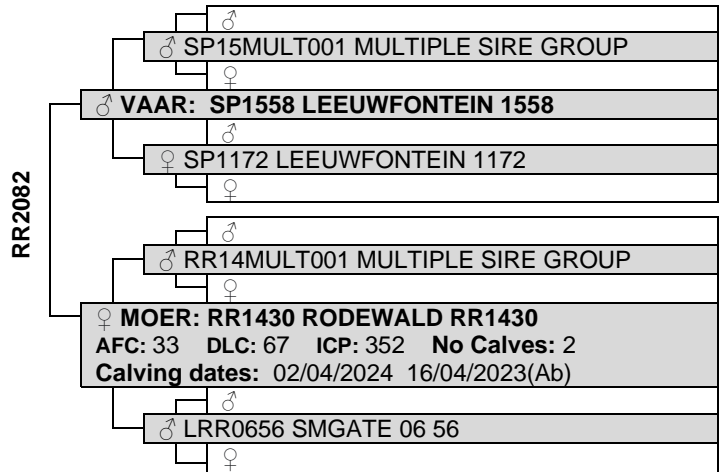 ♂
♂ SP15MULT001 MULTIPLE SIRE GROUP
♀
♂ VAAR: SP1558 LEEUWFONTEIN 1558
♂
♀ SP1172 LEEUWFONTEIN 1172
♀
RR2082
♂
♂ RR14MULT001 MULTIPLE SIRE GROUP
♀
♀ MOER: RR1430 RODEWALD RR1430
AFC: 33 DLC: 67 ICP: 352 No Calves: 2
Calving dates: 02/04/2024 16/04/2023(Ab)
♂
♂ LRR0656 SMGATE 06 56
♀